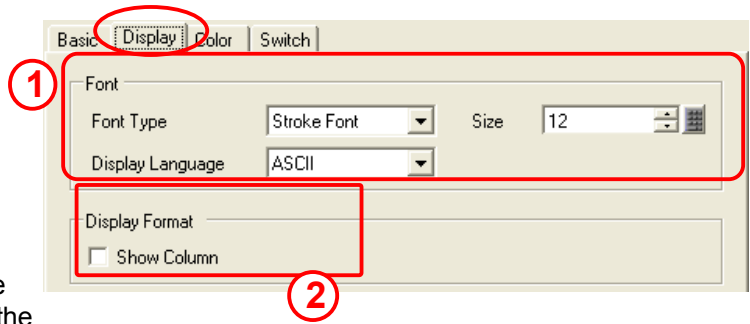 Basic Display Color Switch
1
Font
Font Type Stroke Font Size 12
Display Language ASCII
Display Format
Show Column
2
e
the